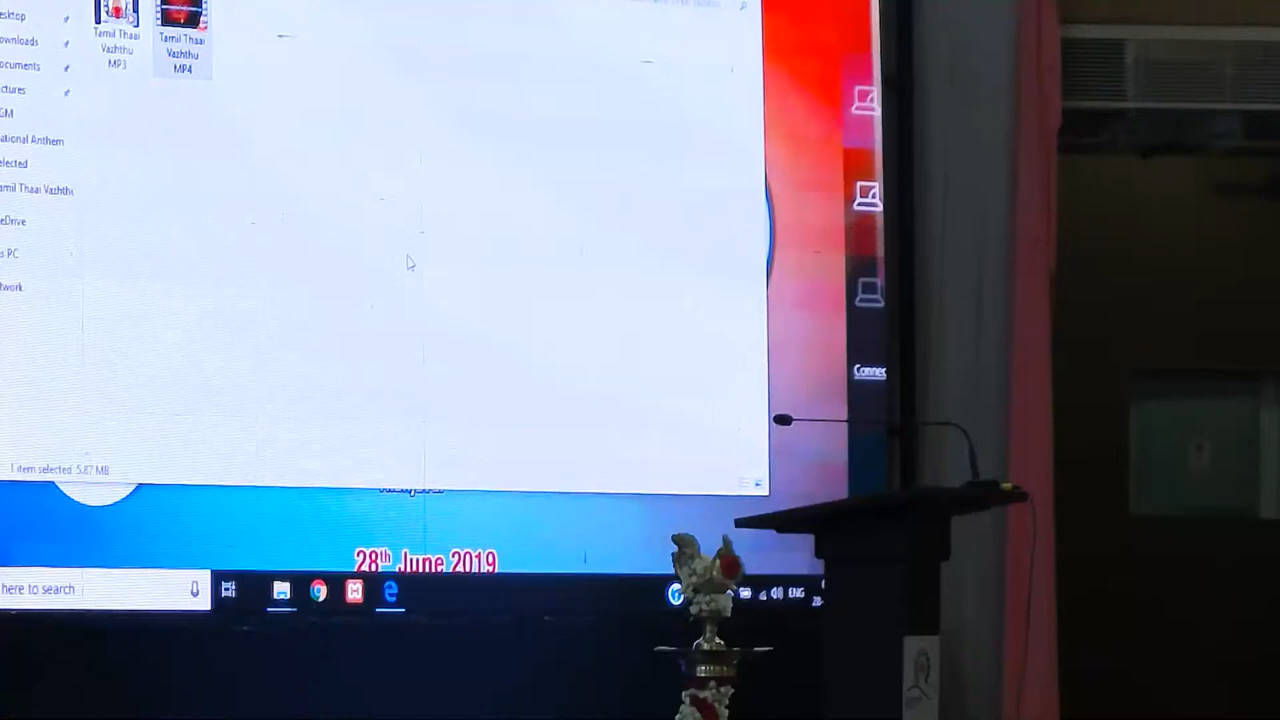 esktop
ownloads
ocuments
ctures
GM
ational Anthem
elected
amil Thaai Vazhthu
eDrive
s PC
twork
Tamil Thaai
Vazhthu
MP3
Tamil Thaai
Vazhthu
MP4
Connec
1 item selected 5.87 MB
28th June 2019
here to search
ENG